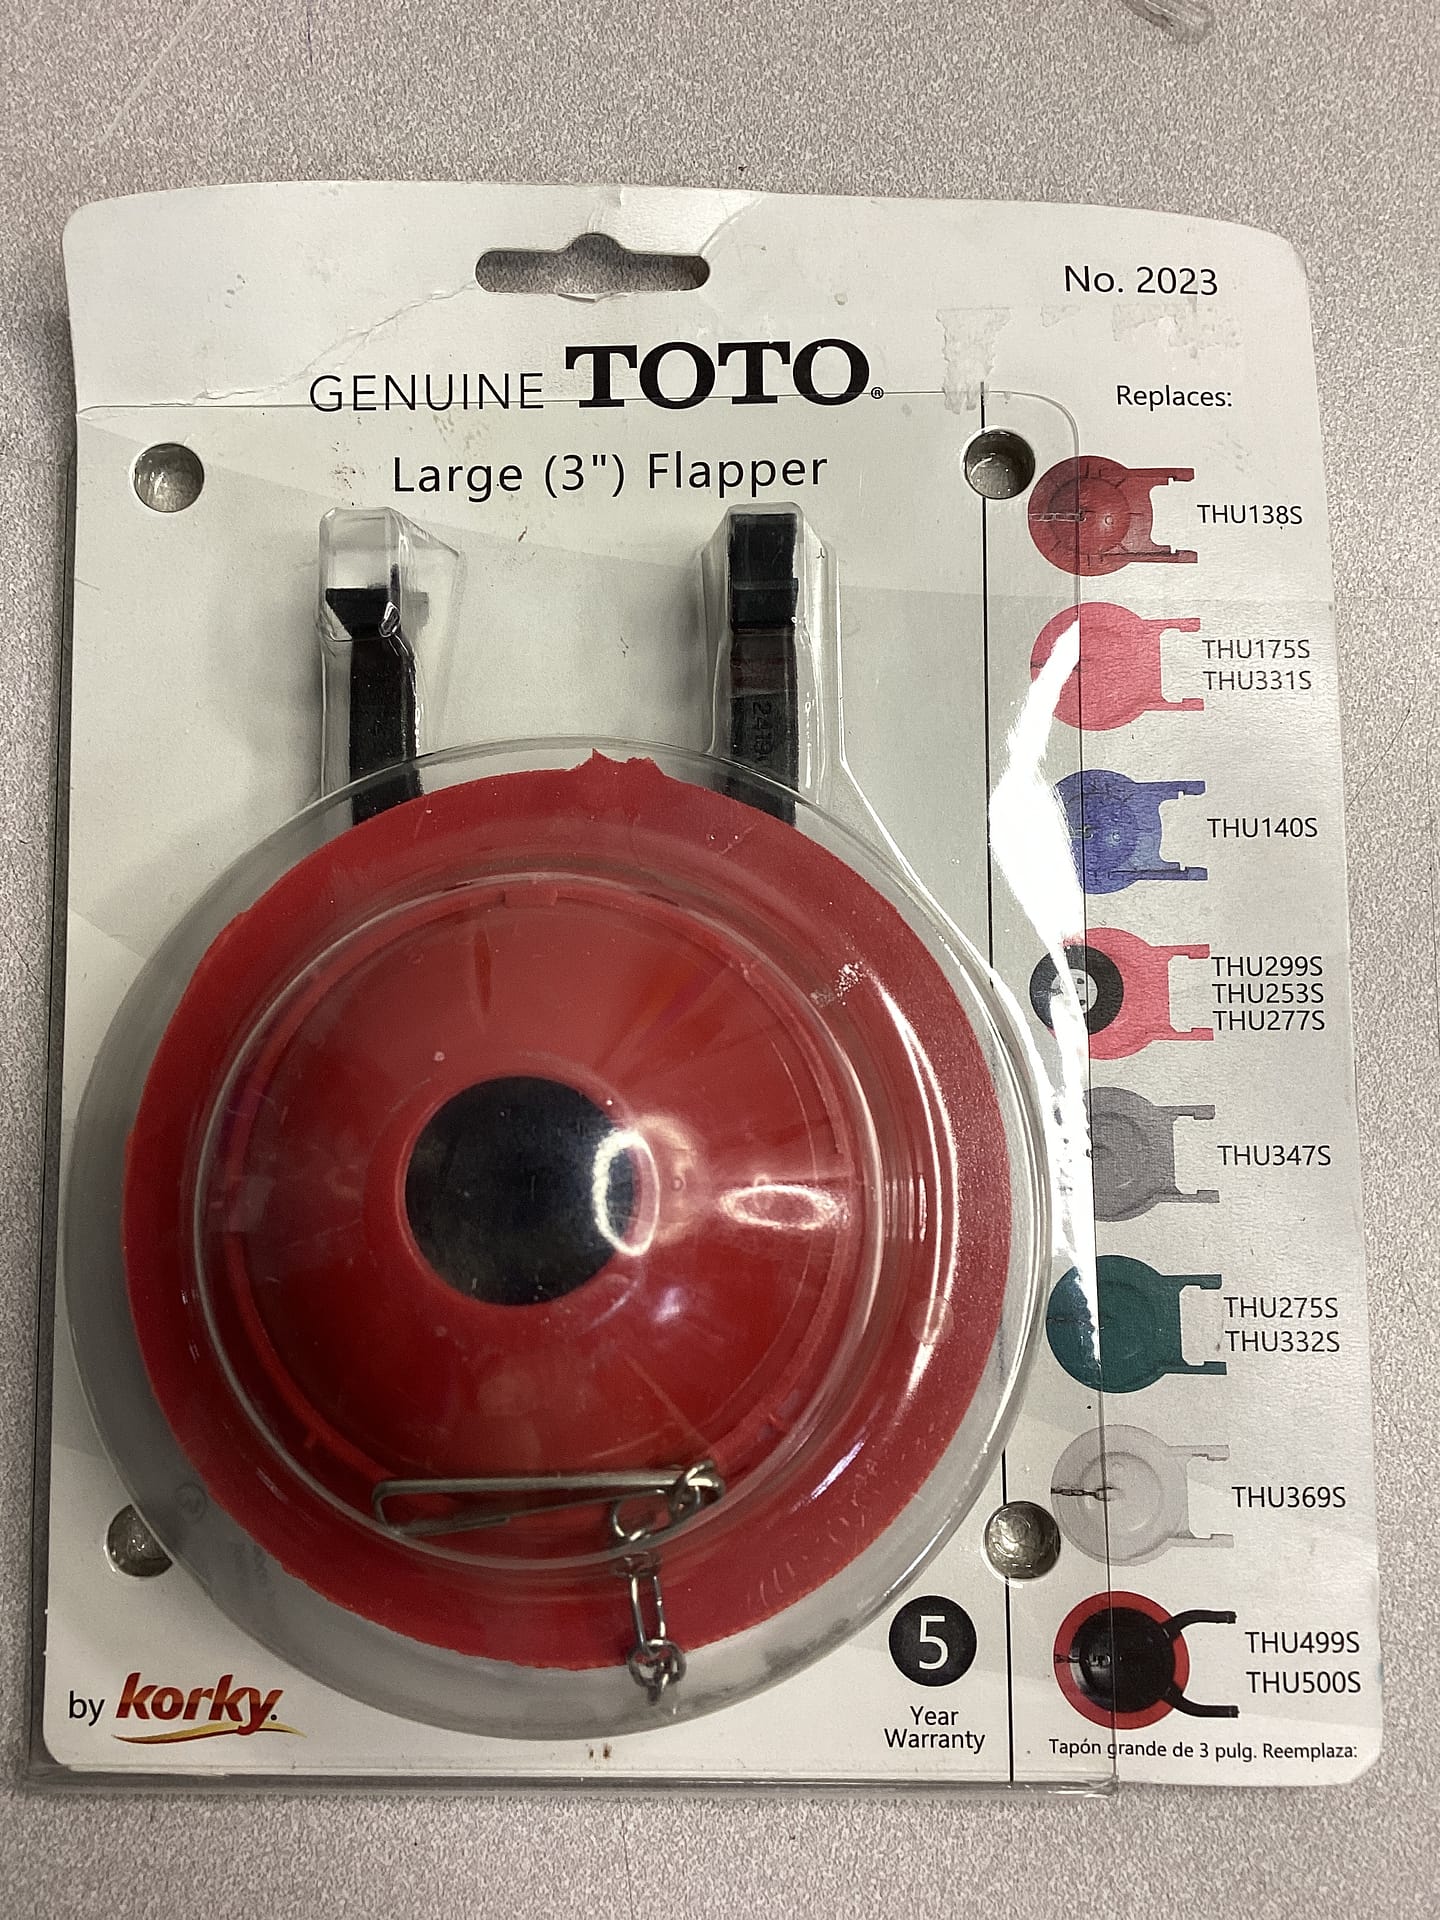 No. 2023
GENUINE TOTO®
Large (3") Flapper
Replaces:
THU138S
THU175S
THU331S
THU140S
THU299S
THU253S
THU277S
THU347S
THU275S
THU332S
THU369S
THU499S
THU500S
Tapón grande de 3 pulg. Reemplaza:
5
Year
Warranty
by korky.